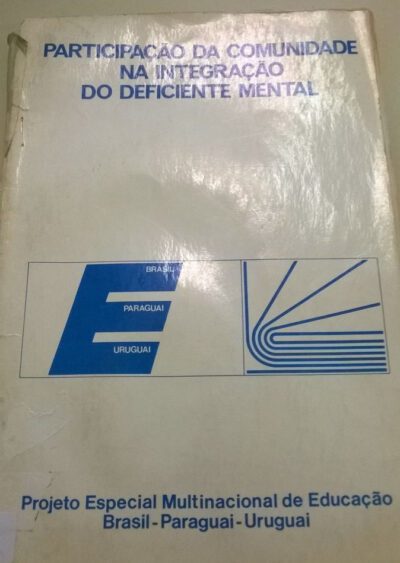 PARTICIPAÇÃO DA COMUNIDADE
NA INTEGRAÇÃO
DO DEFICIENTE MENTAL
BRASIL
PARAGUAI
URUGUAI
Projeto Especial Multinacional de Educação
Brasil-Paraguai-Uruguai